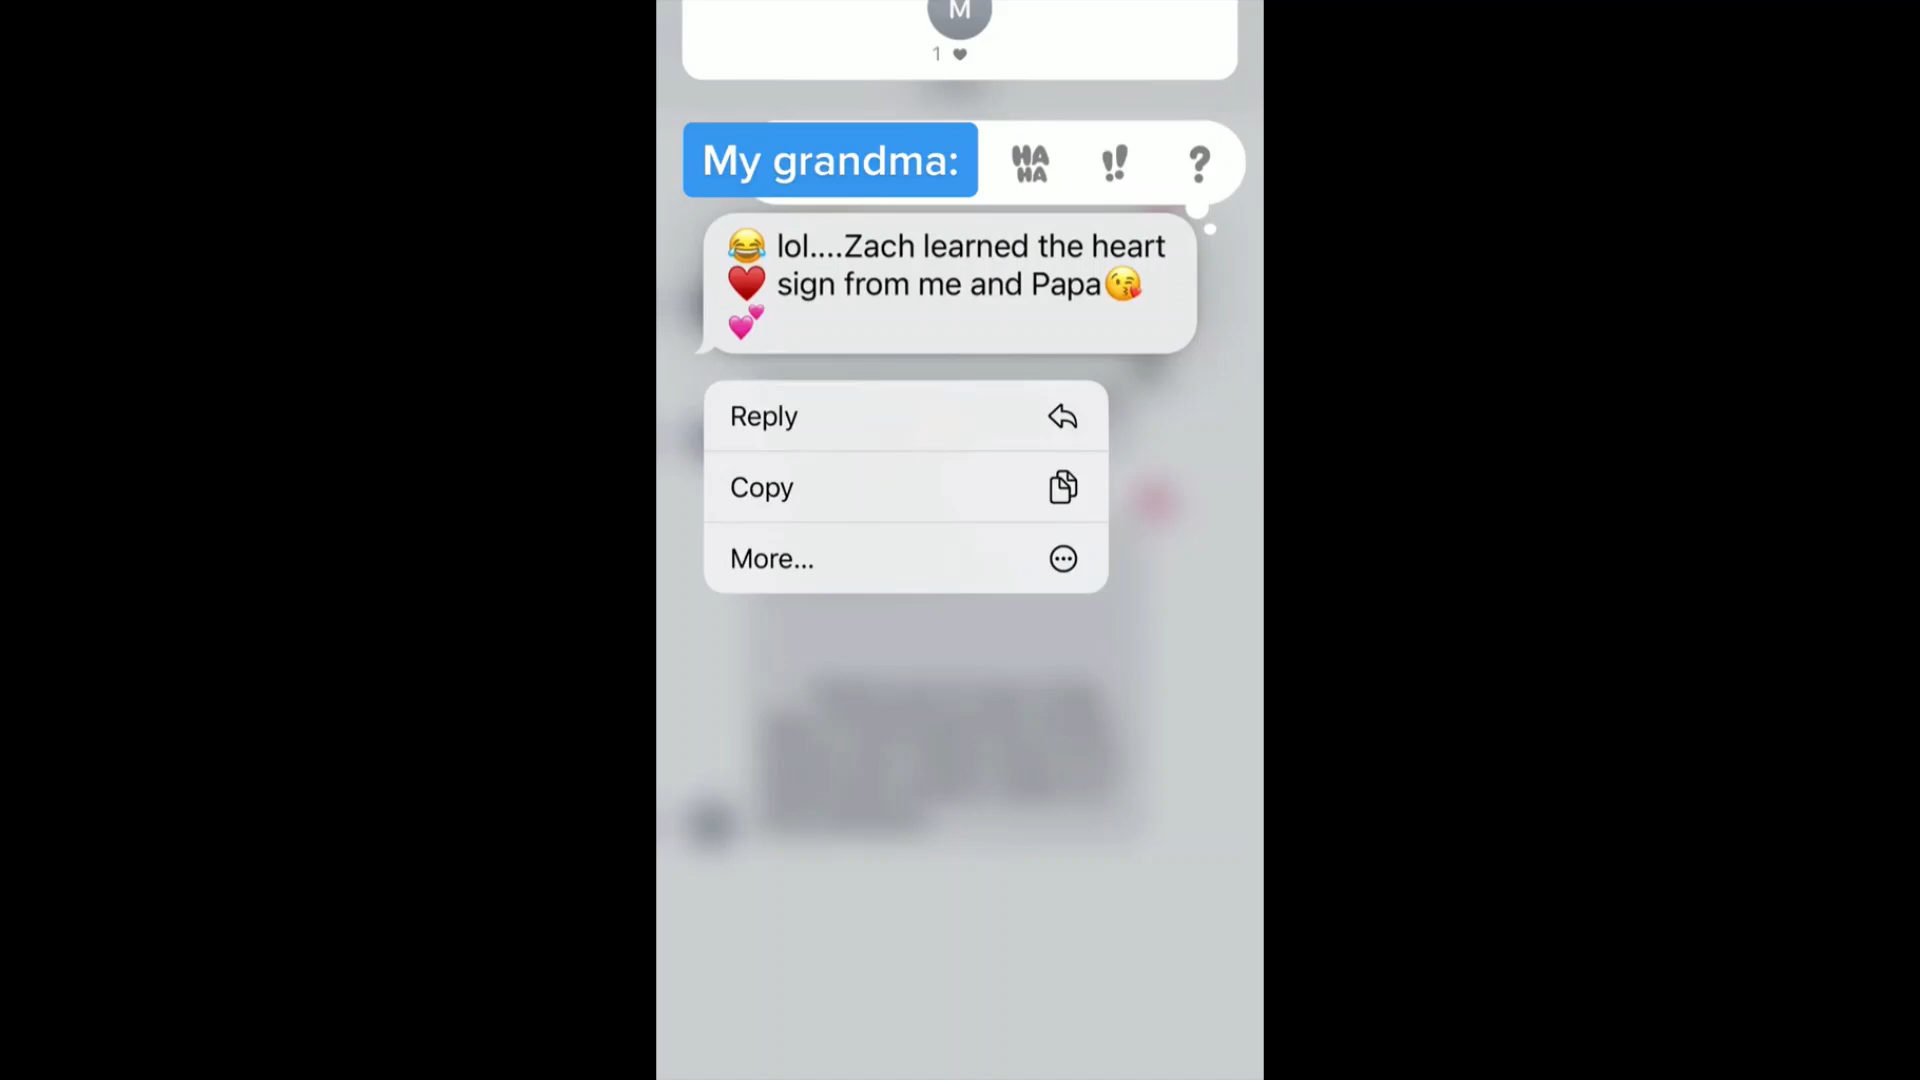 M
1
My grandma:
HA
HA
!!
?
😂 lol....Zach learned the heart
❤️ sign from me and Papa😘
💕
Reply
Copy
More...